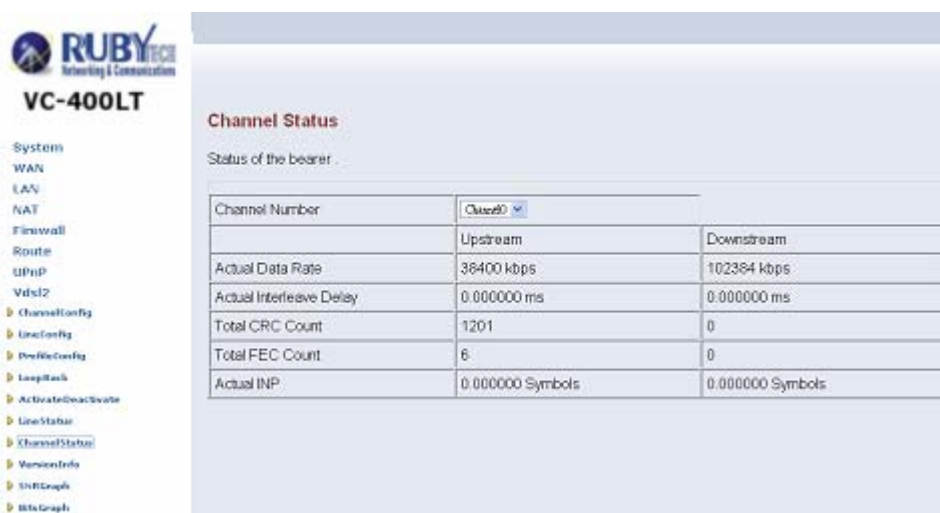 RUBYTECH
Networking & Communications
VC-400LT
System
WAN
LAN
NAT
Firewall
Route
UPnP
Vdsl2
ChannelConfig
LineConfig
ProfileConfig
LoopBack
ActivateDeactivate
LineStatus
ChannelStatus
VersionInfo
SNRGraph
BitsGraph
Channel Status
Status of the bearer .
Channel Number Channel0
Upstream Downstream
Actual Data Rate 38400 kbps 102384 kbps
Actual Interleave Delay 0.000000 ms 0.000000 ms
Total CRC Count 1201 0
Total FEC Count 6 0
Actual INP 0.000000 Symbols 0.000000 Symbols